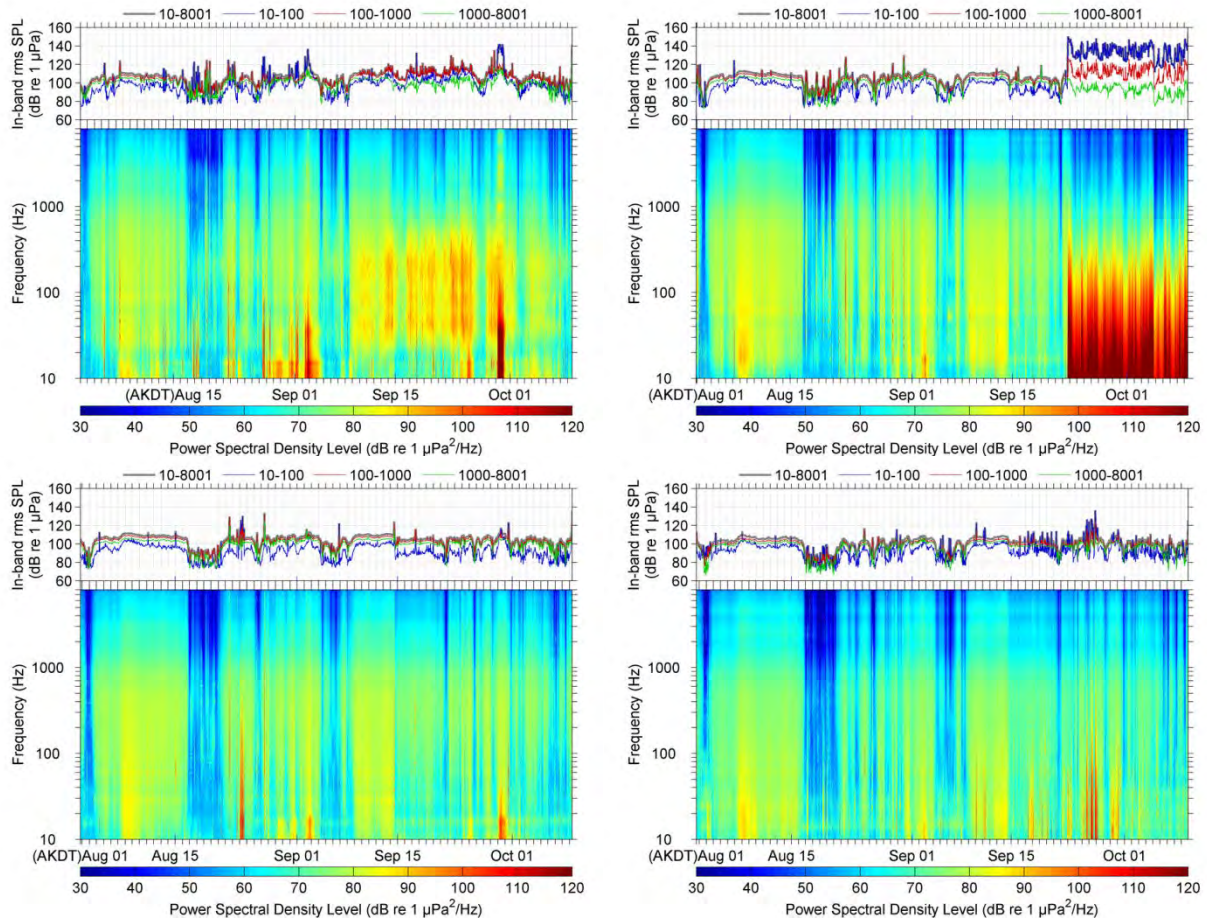 10-8001 10-100 100-1000 1000-8001
In-band rms SPL
(dB re 1 µPa)
160
140
120
100
80
60
Frequency (Hz)
1000
100
10
(AKDT) Aug 15 Sep 01 Sep 15 Oct 01
30 40 50 60 70 80 90 100 110 120
Power Spectral Density Level (dB re 1 µPa²/Hz)
10-8001 10-100 100-1000 1000-8001
In-band rms SPL
(dB re 1 µPa)
160
140
120
100
80
60
Frequency (Hz)
1000
100
10
(AKDT) Aug 01 Aug 15 Sep 01 Sep 15 Oct 01
30 40 50 60 70 80 90 100 110 120
Power Spectral Density Level (dB re 1 µPa²/Hz)
10-8001 10-100 100-1000 1000-8001
In-band rms SPL
(dB re 1 µPa)
160
140
120
100
80
60
Frequency (Hz)
1000
100
10
(AKDT) Aug 01 Aug 15 Sep 01 Sep 15 Oct 01
30 40 50 60 70 80 90 100 110 120
Power Spectral Density Level (dB re 1 µPa²/Hz)
10-8001 10-100 100-1000 1000-8001
In-band rms SPL
(dB re 1 µPa)
160
140
120
100
80
60
Frequency (Hz)
1000
100
10
(AKDT) Aug 01 Aug 15 Sep 01 Sep 15 Oct 01
30 40 50 60 70 80 90 100 110 120
Power Spectral Density Level (dB re 1 µPa²/Hz)